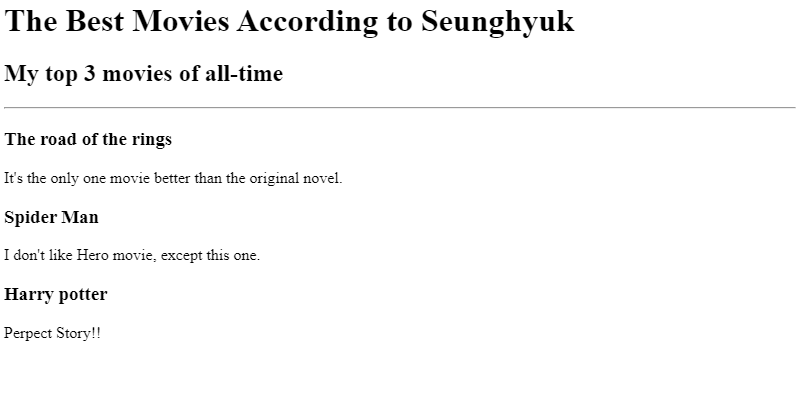 The Best Movies According to Seunghyuk
My top 3 movies of all-time
The road of the rings
It's the only one movie better than the original novel.
Spider Man
I don't like Hero movie, except this one.
Harry potter
Perpect Story!!